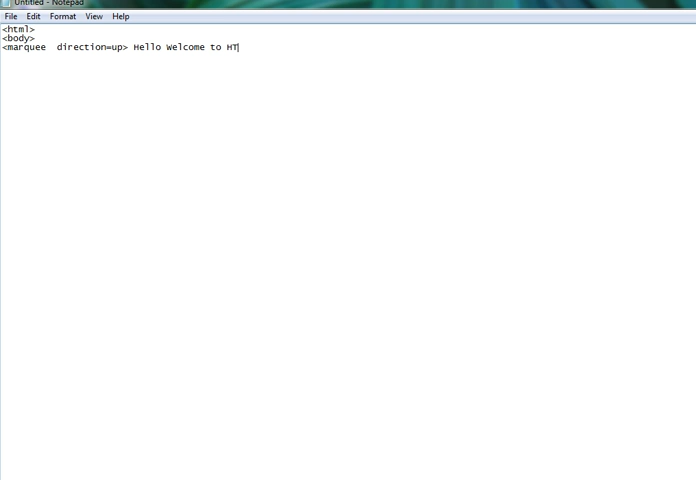 Untitled - Notepad
File Edit Format View Help
<html>
<body>
<marquee  direction=up> Hello Welcome to HT